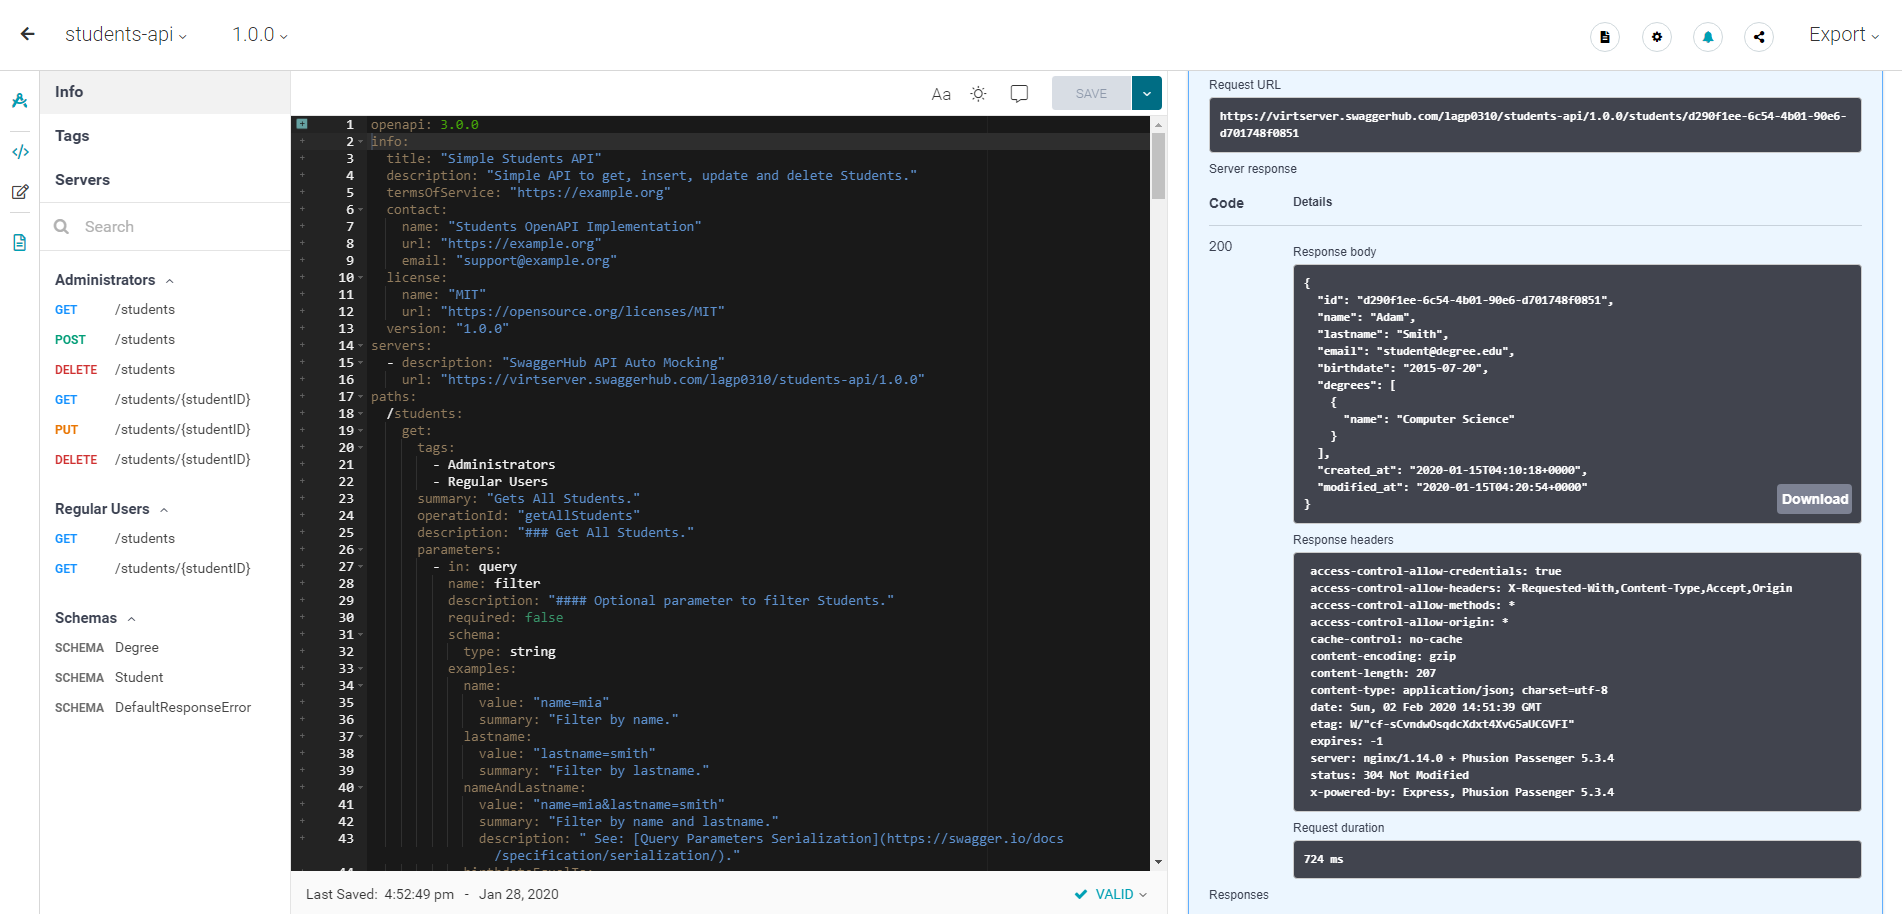 students-api
1.0.0
Export
Info
Tags
Servers
Search
Administrators
GET /students
POST /students
DELETE /students
GET /students/{studentID}
PUT /students/{studentID}
DELETE /students/{studentID}
Regular Users
GET /students
GET /students/{studentID}
Schemas
SCHEMA Degree
SCHEMA Student
SCHEMA DefaultResponseError
Aa
SAVE
1 openapi: 3.0.0
2 info:
3 title: "Simple Students API"
4 description: "Simple API to get, insert, update and delete Students."
5 termsOfService: "https://example.org"
6 contact:
7 name: "Students OpenAPI Implementation"
8 url: "https://example.org"
9 email: "support@example.org"
10 license:
11 name: "MIT"
12 url: "https://opensource.org/licenses/MIT"
13 version: "1.0.0"
14 servers:
15 - description: "SwaggerHub API Auto Mocking"
16 url: "https://virtserver.swaggerhub.com/lagp0310/students-api/1.0.0"
17 paths:
18 /students:
19 get:
20 tags:
21 - Administrators
22 - Regular Users
23 summary: "Gets All Students."
24 operationId: "getAllStudents"
25 description: "### Get All Students."
26 parameters:
27 - in: query
28 name: filter
29 description: "#### Optional parameter to filter Students."
30 required: false
31 schema:
32 type: string
33 examples:
34 name:
35 value: "name=mia"
36 summary: "Filter by name."
37 lastname:
38 value: "lastname=smith"
39 summary: "Filter by lastname."
40 nameAndLastname:
41 value: "name=mia&lastname=smith"
42 summary: "Filter by name and lastname."
43 description: " See: [Query Parameters Serialization](https://swagger.io/docs
/specification/serialization/)."
44 birthdateEqualTo:
Last Saved: 4:52:49 pm - Jan 28, 2020
VALID
Request URL
https://virtserver.swaggerhub.com/lagp0310/students-api/1.0.0/students/d290f1ee-6c54-4b01-90e6-
d701748f0851
Server response
Code Details
200
Response body
{
"id": "d290f1ee-6c54-4b01-90e6-d701748f0851",
"name": "Adam",
"lastname": "Smith",
"email": "student@degree.edu",
"birthdate": "2015-07-20",
"degrees": [
{
"name": "Computer Science"
}
],
"created_at": "2020-01-15T04:10:18+0000",
"modified_at": "2020-01-15T04:20:54+0000"
}
Download
Response headers
access-control-allow-credentials: true
access-control-allow-headers: X-Requested-With,Content-Type,Accept,Origin
access-control-allow-methods: *
access-control-allow-origin: *
cache-control: no-cache
content-encoding: gzip
content-length: 207
content-type: application/json; charset=utf-8
date: Sun, 02 Feb 2020 14:51:39 GMT
etag: W/"cf-sCvndwOsqdcXdxt4XvG5aUCGVFI"
expires: -1
server: nginx/1.14.0 + Phusion Passenger 5.3.4
status: 304 Not Modified
x-powered-by: Express, Phusion Passenger 5.3.4
Request duration
724 ms
Responses